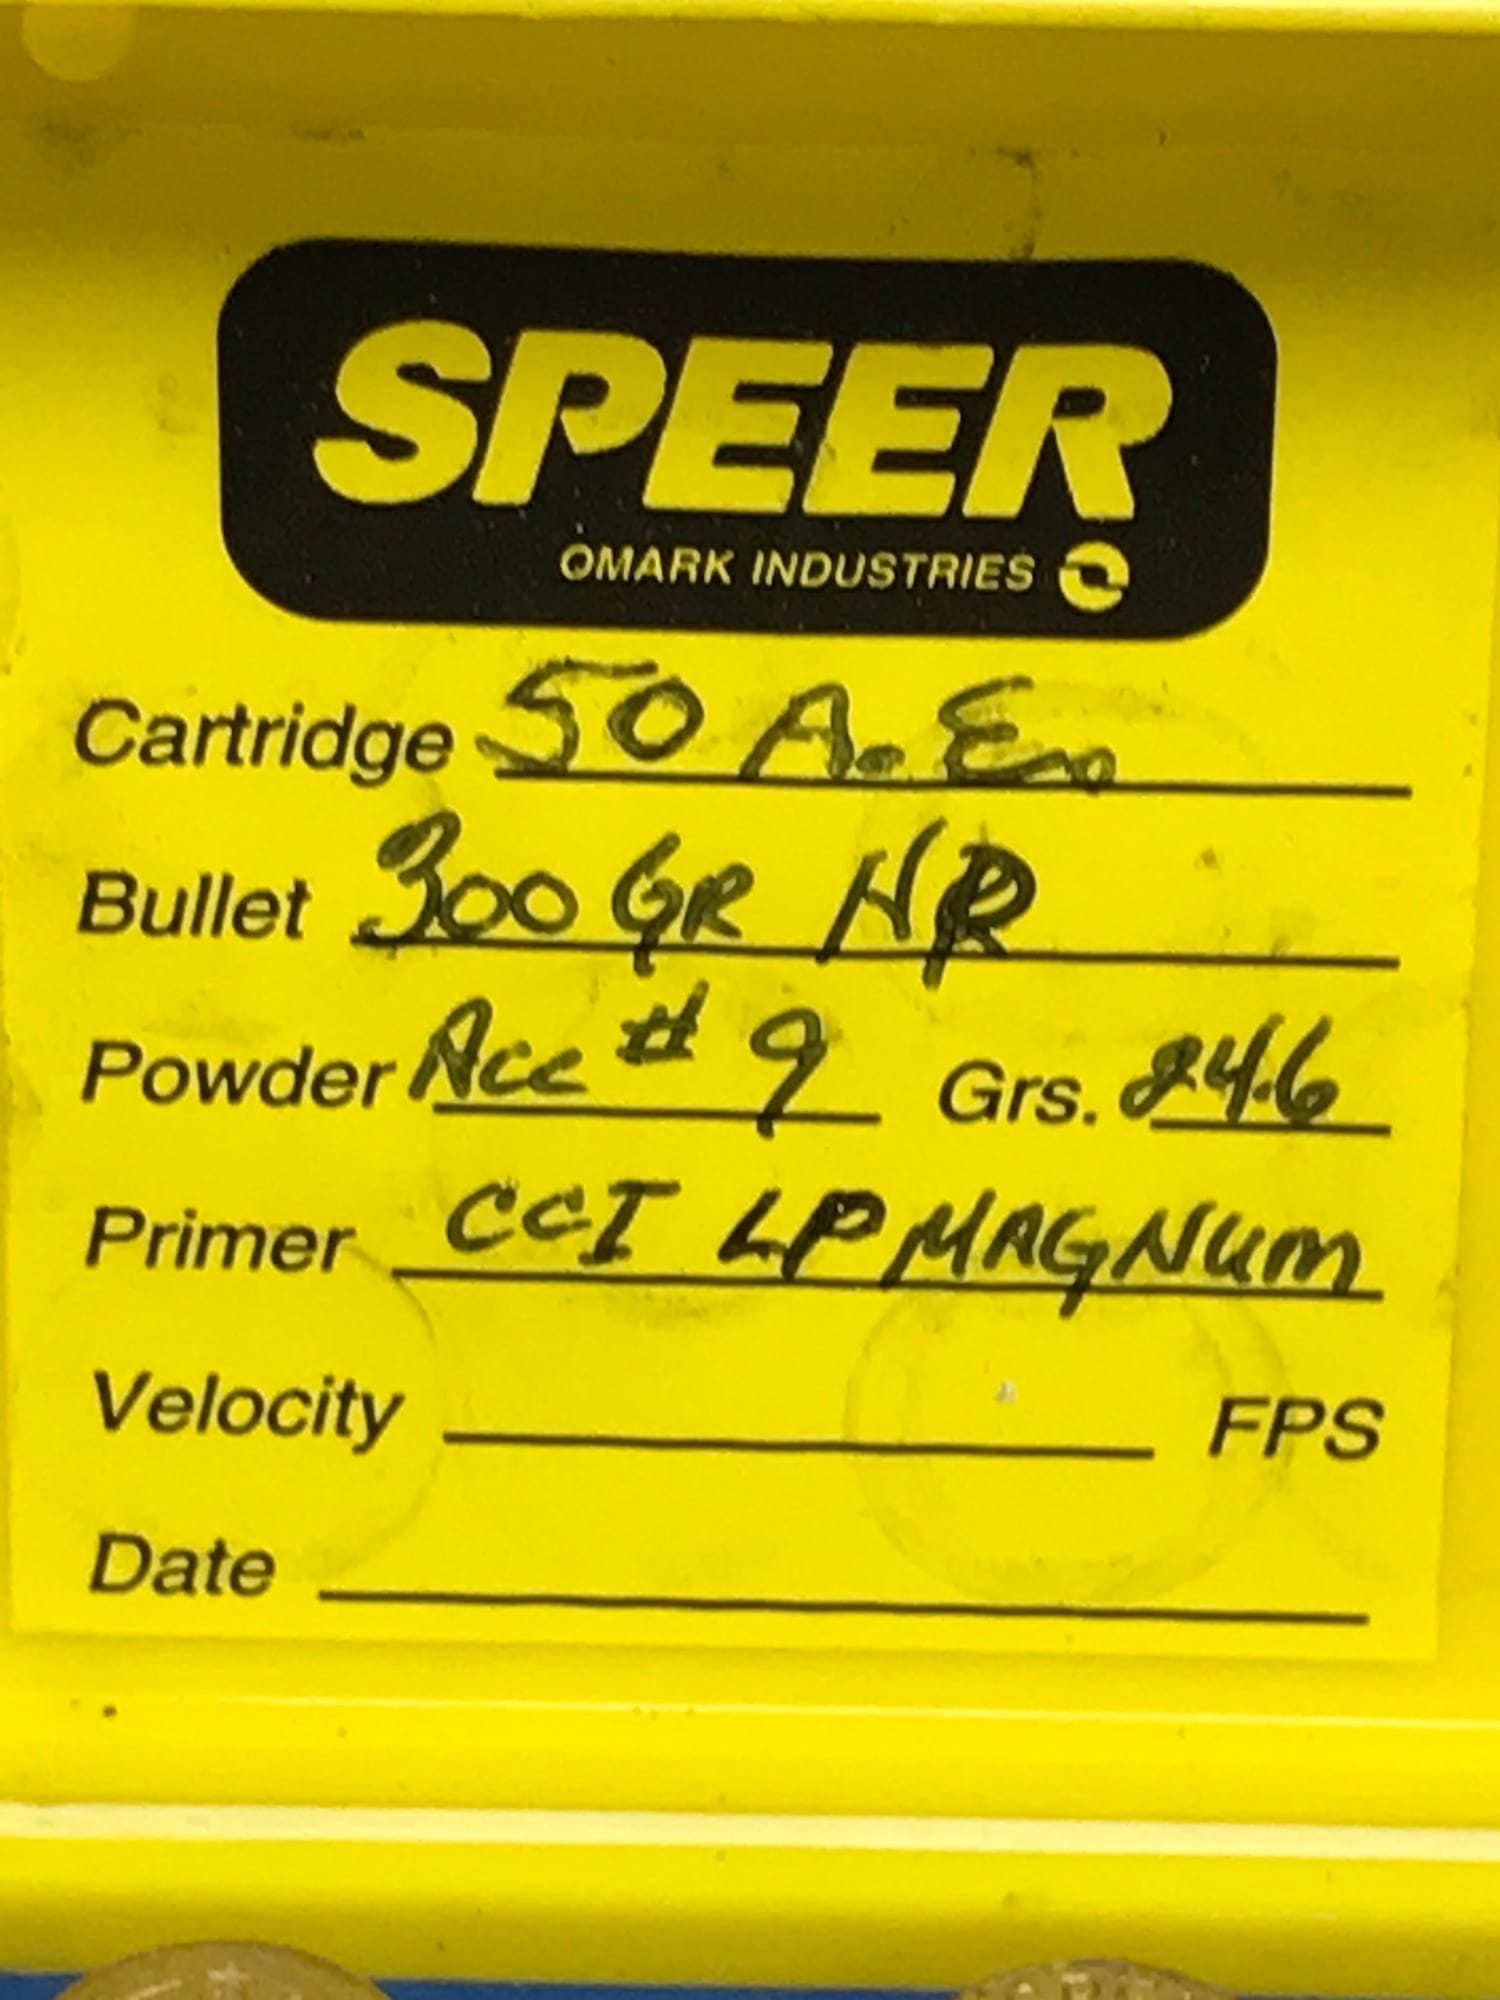 SPEER
OMARK INDUSTRIES
Cartridge 50 A.E.
Bullet 300 GR
Powder Acc # 9 Grs. 24.6
Primer CCI LP MAGNUM
Velocity FPS
Date